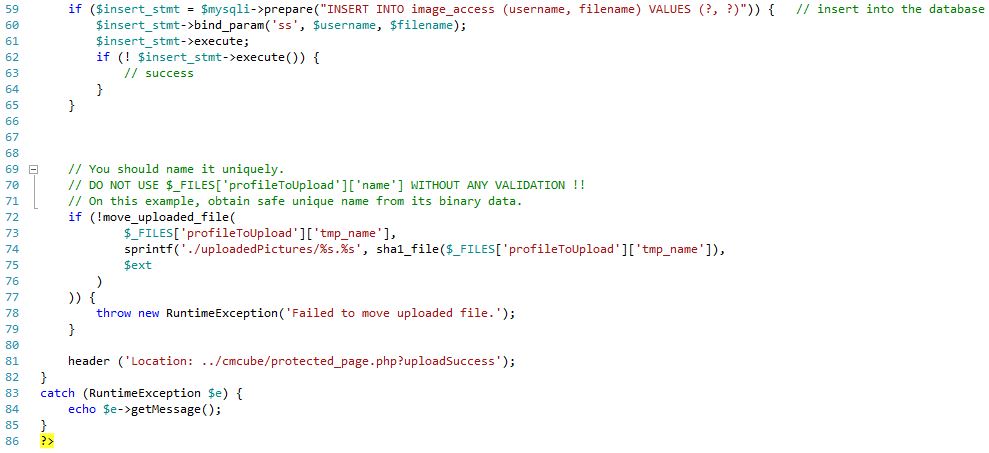 59 if ($insert_stmt = $mysqli->prepare("INSERT INTO image_access (username, filename) VALUES (?, ?)")) { // insert into the database
60 $insert_stmt->bind_param('ss', $username, $filename);
61 $insert_stmt->execute;
62 if (! $insert_stmt->execute()) {
63 // success
64 }
65 }
66
67
68
69 // You should name it uniquely.
70 // DO NOT USE $_FILES['profileToUpload']['name'] WITHOUT ANY VALIDATION !!
71 // On this example, obtain safe unique name from its binary data.
72 if (!move_uploaded_file(
73 $_FILES['profileToUpload']['tmp_name'],
74 sprintf('./uploadedPictures/%s.%s', sha1_file($_FILES['profileToUpload']['tmp_name']),
75 $ext
76 )
77 )) {
78 throw new RuntimeException('Failed to move uploaded file.');
79 }
80
81 header ('Location: ../cmcube/protected_page.php?uploadSuccess');
82 }
83 catch (RuntimeException $e) {
84 echo $e->getMessage();
85 }
86 ?>